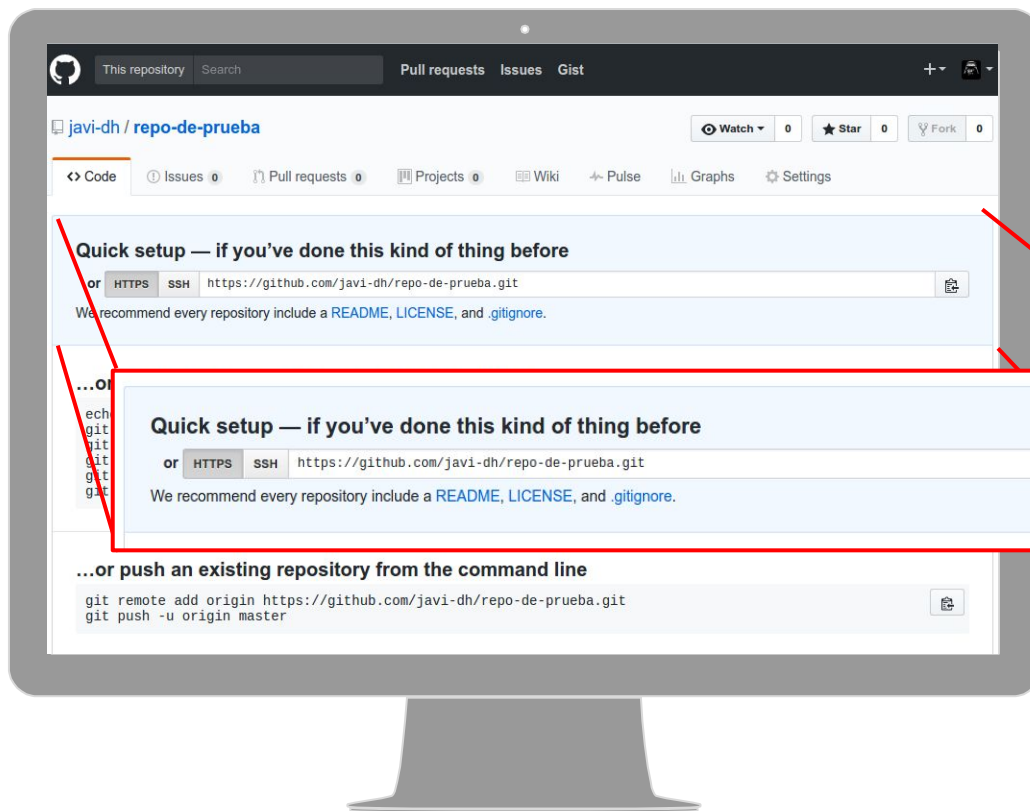 This repository Search Pull requests Issues Gist
javi-dh / repo-de-prueba Watch 0 Star 0 Fork 0
Code Issues 0 Pull requests 0 Projects 0 Wiki Pulse Graphs Settings
Quick setup — if you’ve done this kind of thing before
or HTTPS SSH https://github.com/javi-dh/repo-de-prueba.git
We recommend every repository include a README, LICENSE, and .gitignore.
…or
git
git
git
git
git
Quick setup — if you’ve done this kind of thing before
or HTTPS SSH https://github.com/javi-dh/repo-de-prueba.git
We recommend every repository include a README, LICENSE, and .gitignore.
…or push an existing repository from the command line
git remote add origin https://github.com/javi-dh/repo-de-prueba.git
git push -u origin master